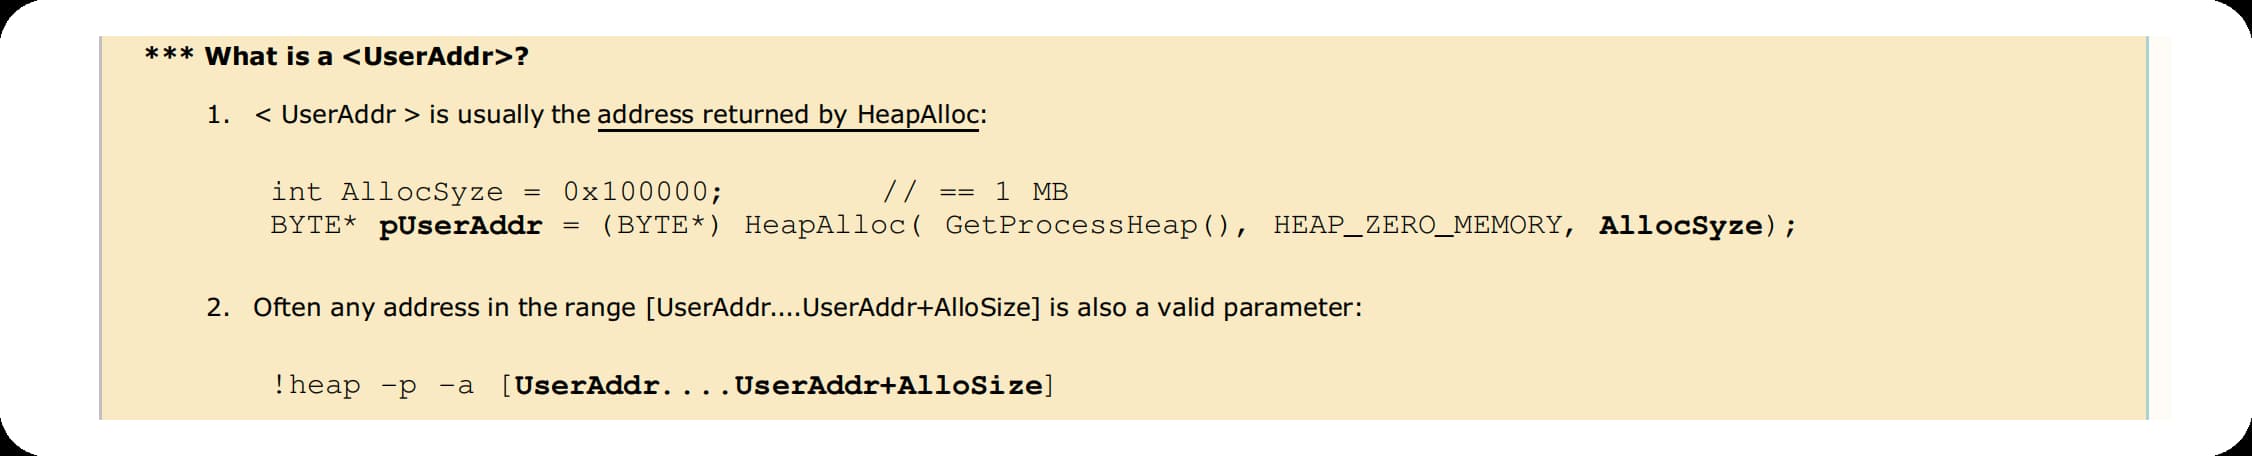 *** What is a <UserAddr>?
1. < UserAddr > is usually the address returned by HeapAlloc:
int AllocSyze = 0x100000; // == 1 MB
BYTE* pUserAddr = (BYTE*) HeapAlloc( GetProcessHeap(), HEAP_ZERO_MEMORY, AllocSyze);
2. Often any address in the range [UserAddr....UserAddr+AlloSize] is also a valid parameter:
!heap -p -a [UserAddr....UserAddr+AlloSize]